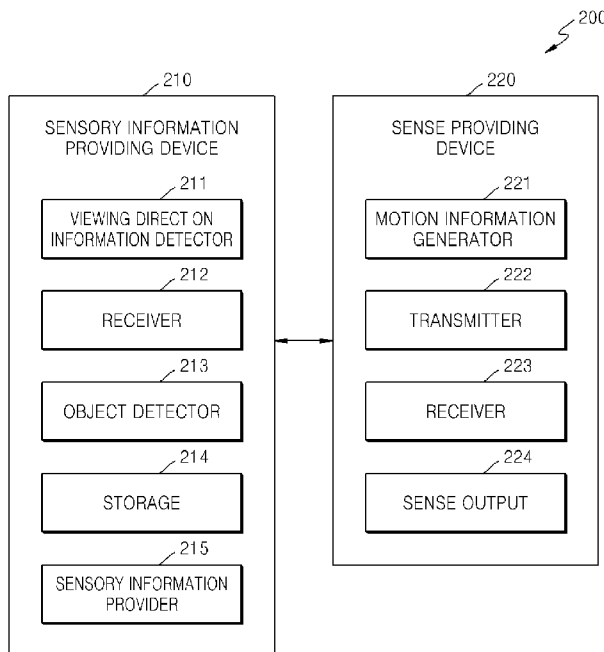 200
210
SENSORY INFORMATION
PROVIDING DEVICE
211
VIEWING DIRECT ON
INFORMATION DETECTOR
212
RECEIVER
213
OBJECT DETECTOR
214
STORAGE
215
SENSORY INFORMATION
PROVIDER
220
SENSE PROVIDING
DEVICE
221
MOTION INFORMATION
GENERATOR
222
TRANSMITTER
223
RECEIVER
224
SENSE OUTPUT